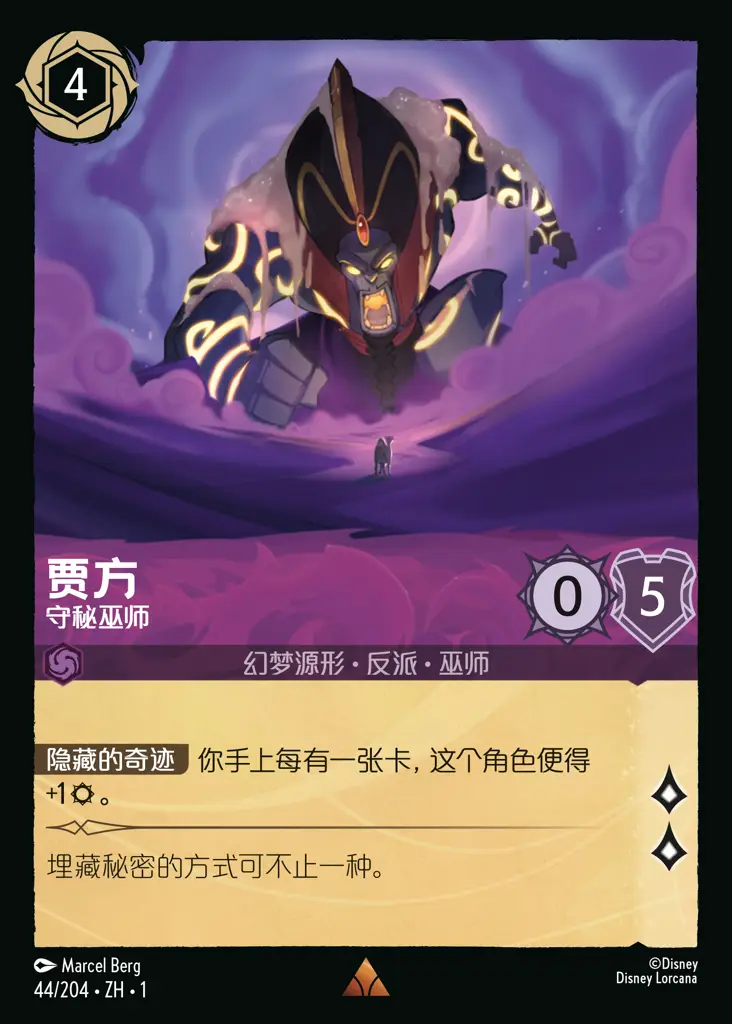 4
贾方
守秘巫师
0
5
幻梦源形 • 反派 • 巫师
隐藏的奇迹 你手上每有一张卡, 这个角色便得
+1 。
埋藏秘密的方式可不止一种。
Marcel Berg
44/204 • ZH • 1
©Disney
Disney Lorcana